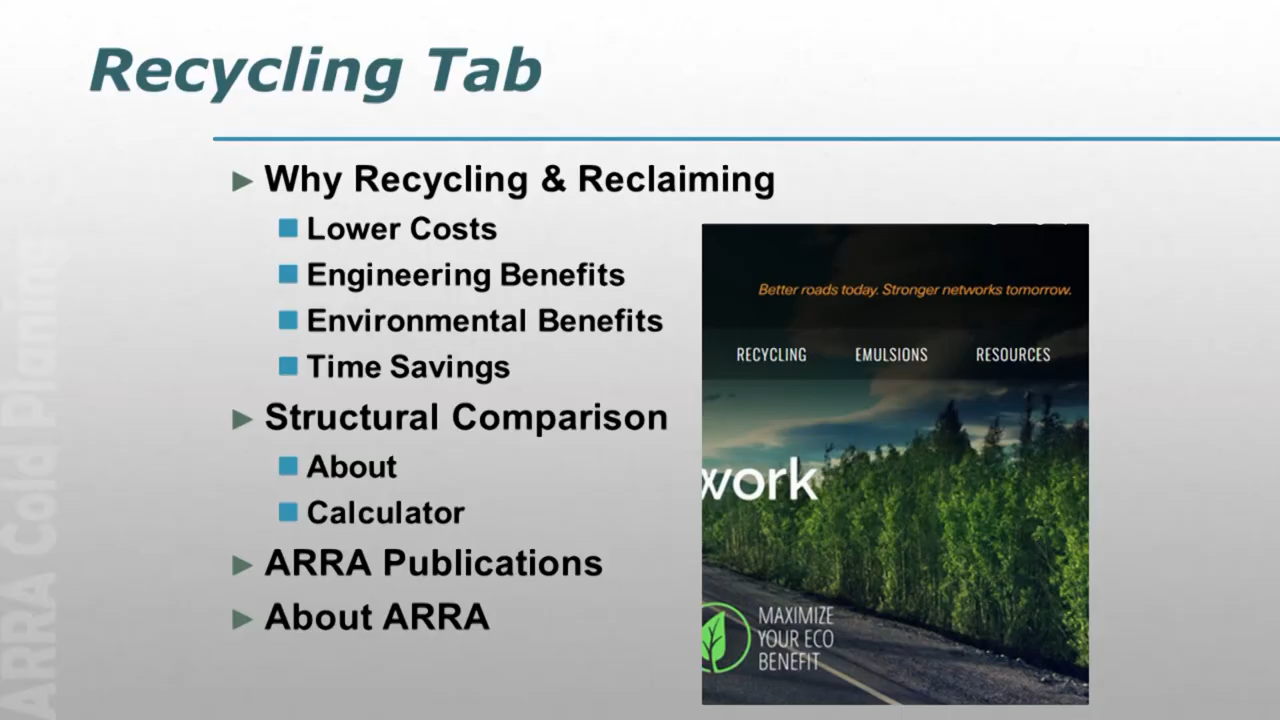 Recycling Tab
Why Recycling & Reclaiming
Lower Costs
Engineering Benefits
Environmental Benefits
Time Savings
Structural Comparison
About
Calculator
ARRA Publications
About ARRA
Better roads today. Stronger networks tomorrow.
RECYCLING EMULSIONS RESOURCES
work
MAXIMIZE
YOUR ECO
BENEFIT
ARRA Cold Planing